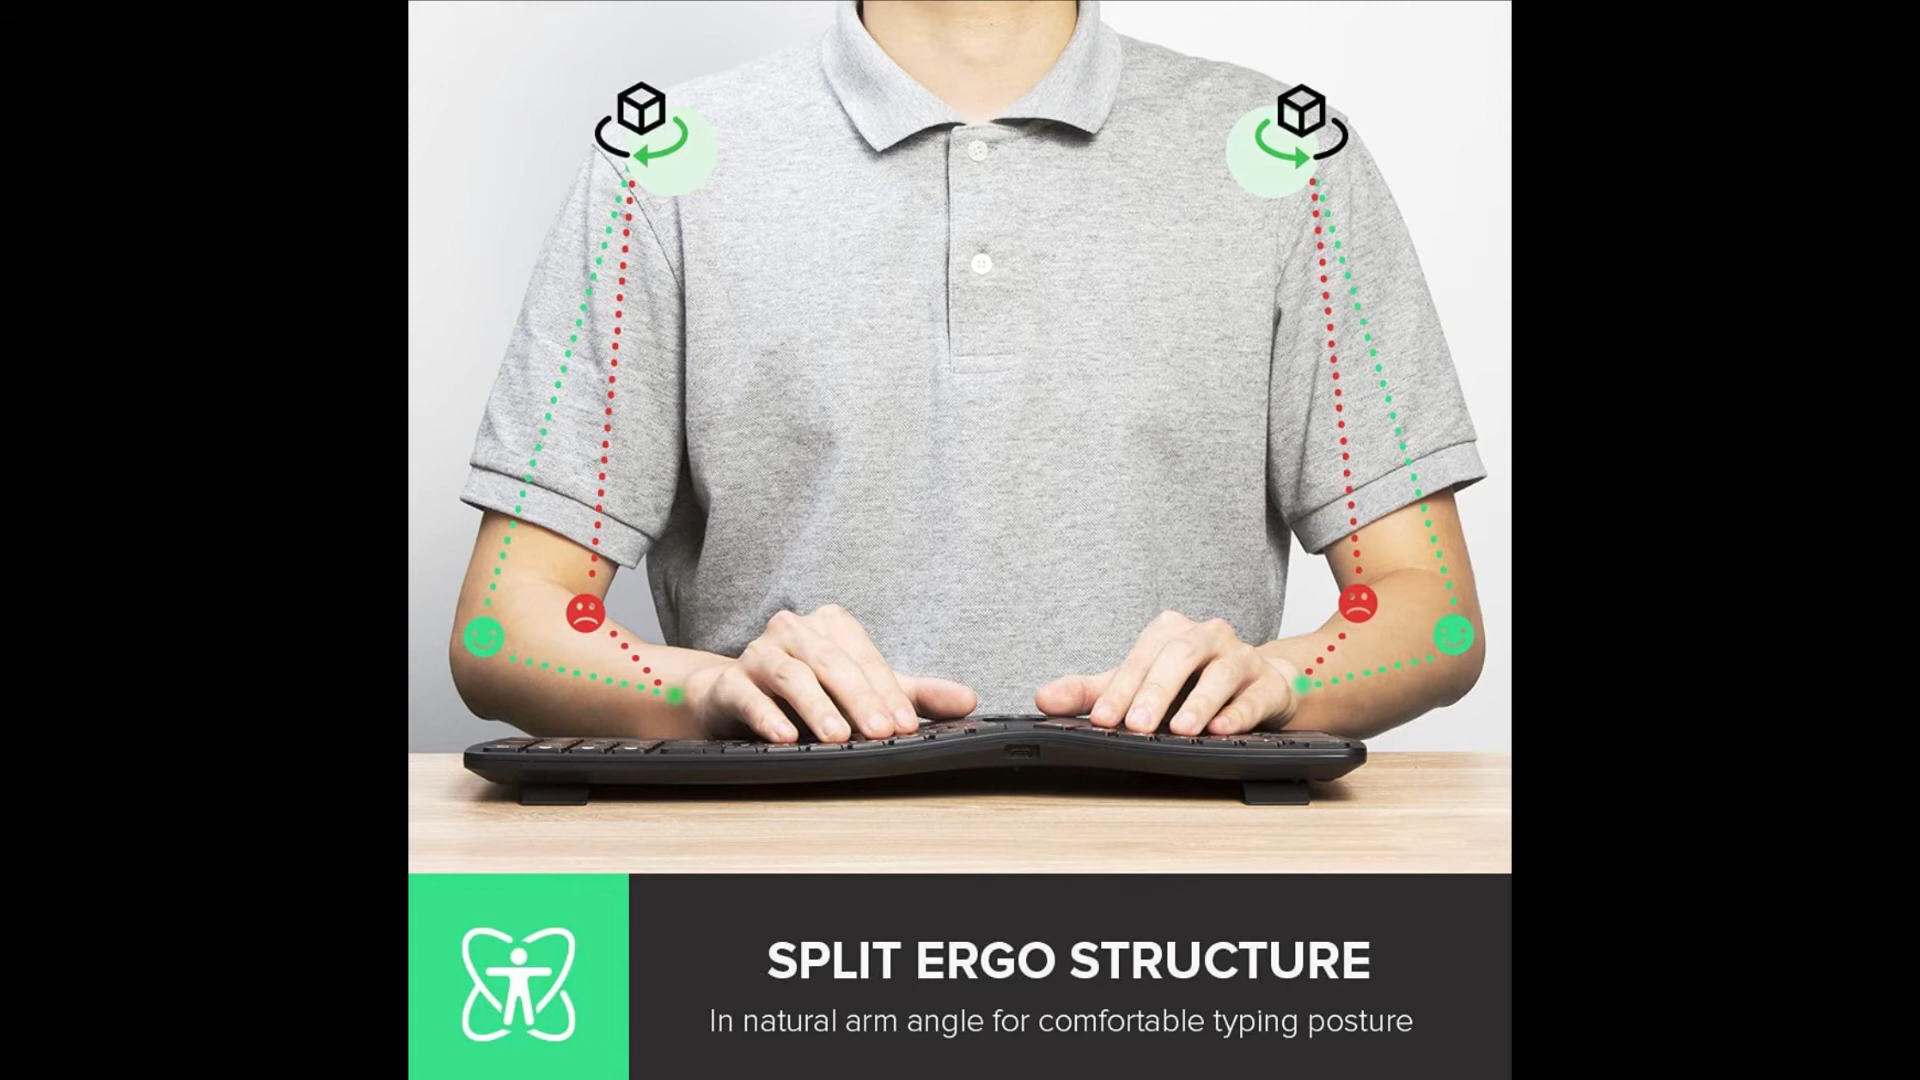 SPLIT ERGO STRUCTURE
In natural arm angle for comfortable typing posture